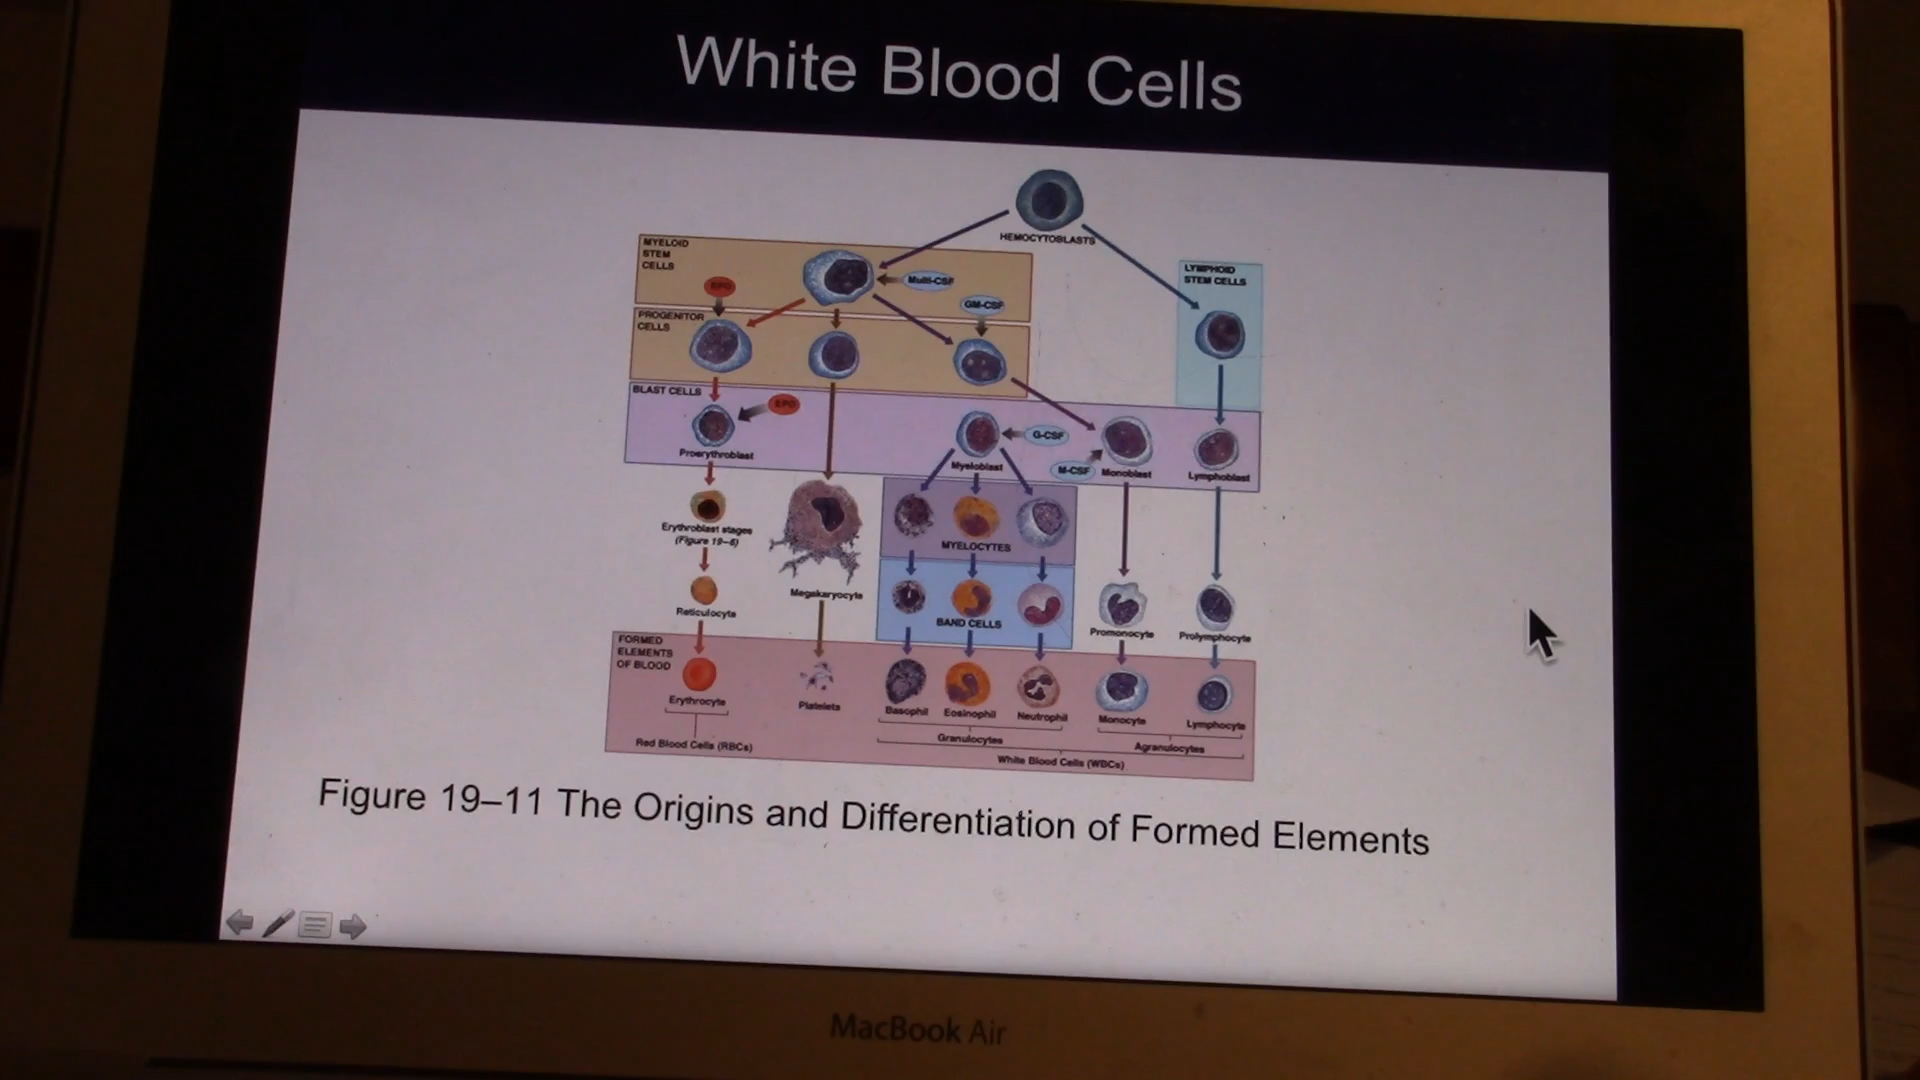 White Blood Cells
HEMOCYTOBLASTS
MYELOID
STEM
CELLS
LYMPHOID
STEM CELLS
EPO
Multi-CSF
GM-CSF
PROGENITOR
CELLS
BLAST CELLS
EPO
G-CSF
M-CSF
Proerythroblast
Myeloblast
Monoblast
Lymphoblast
Erythroblast stages
(Figure 19–6)
MYELOCYTES
Reticulocyte
Megakaryocyte
BAND CELLS
Promonocyte
Prolymphocyte
FORMED
ELEMENTS
OF BLOOD
Erythrocyte
Platelets
Basophil
Eosinophil
Neutrophil
Monocyte
Lymphocyte
Granulocytes
Agranulocytes
Red Blood Cells (RBCs)
White Blood Cells (WBCs)
Figure 19–11 The Origins and Differentiation of Formed Elements
MacBook Air